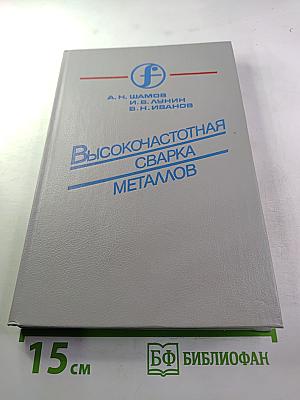 f
А.Н. ШАМОВ
И.В. ЛУНИН
В.Н. ИВАНОВ
ВЫСОКОЧАСТОТНАЯ
СВАРКА
МЕТАЛЛОВ
15 см
БФ БИБЛИОФАН